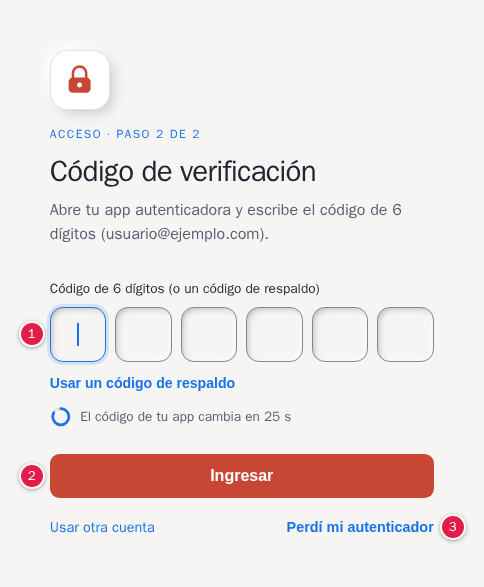 ACCESO · PASO 2 DE 2
Código de verificación
Abre tu app autenticadora y escribe el código de 6
dígitos (usuario@ejemplo.com).
Código de 6 dígitos (o un código de respaldo)
1
Usar un código de respaldo
El código de tu app cambia en 25 s
2 Ingresar
Usar otra cuenta Perdí mi autenticador 3